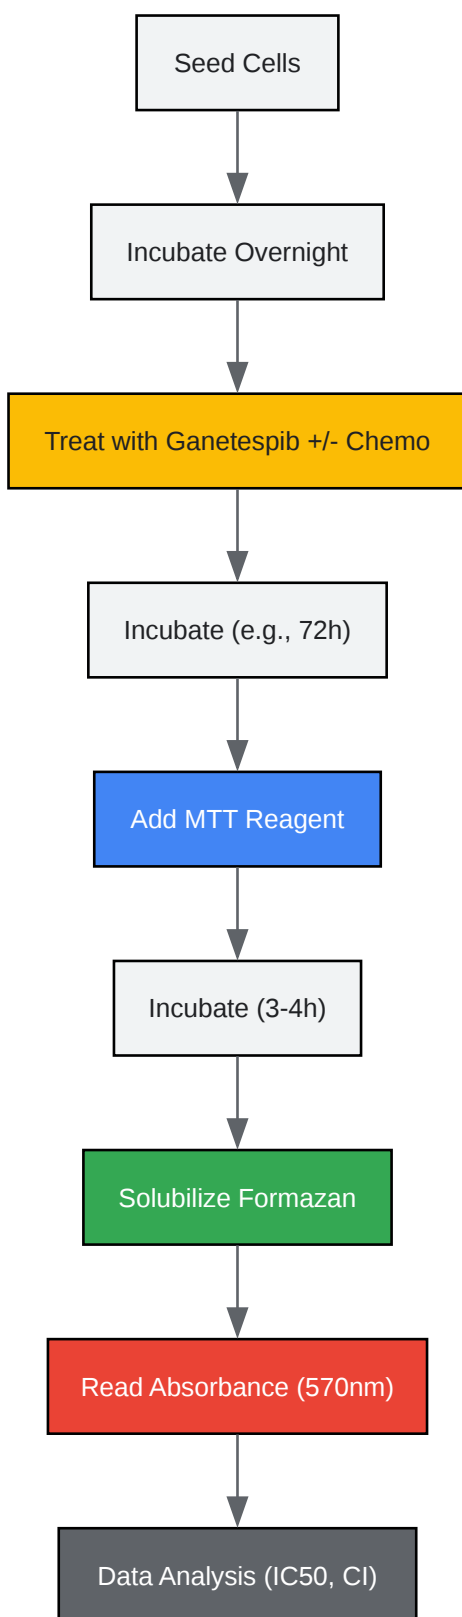 Seed Cells
Incubate Overnight
Treat with Ganetespib +/- Chemo
Incubate (e.g., 72h)
Add MTT Reagent
Incubate (3-4h)
Solubilize Formazan
Read Absorbance (570nm)
Data Analysis (IC50, CI)